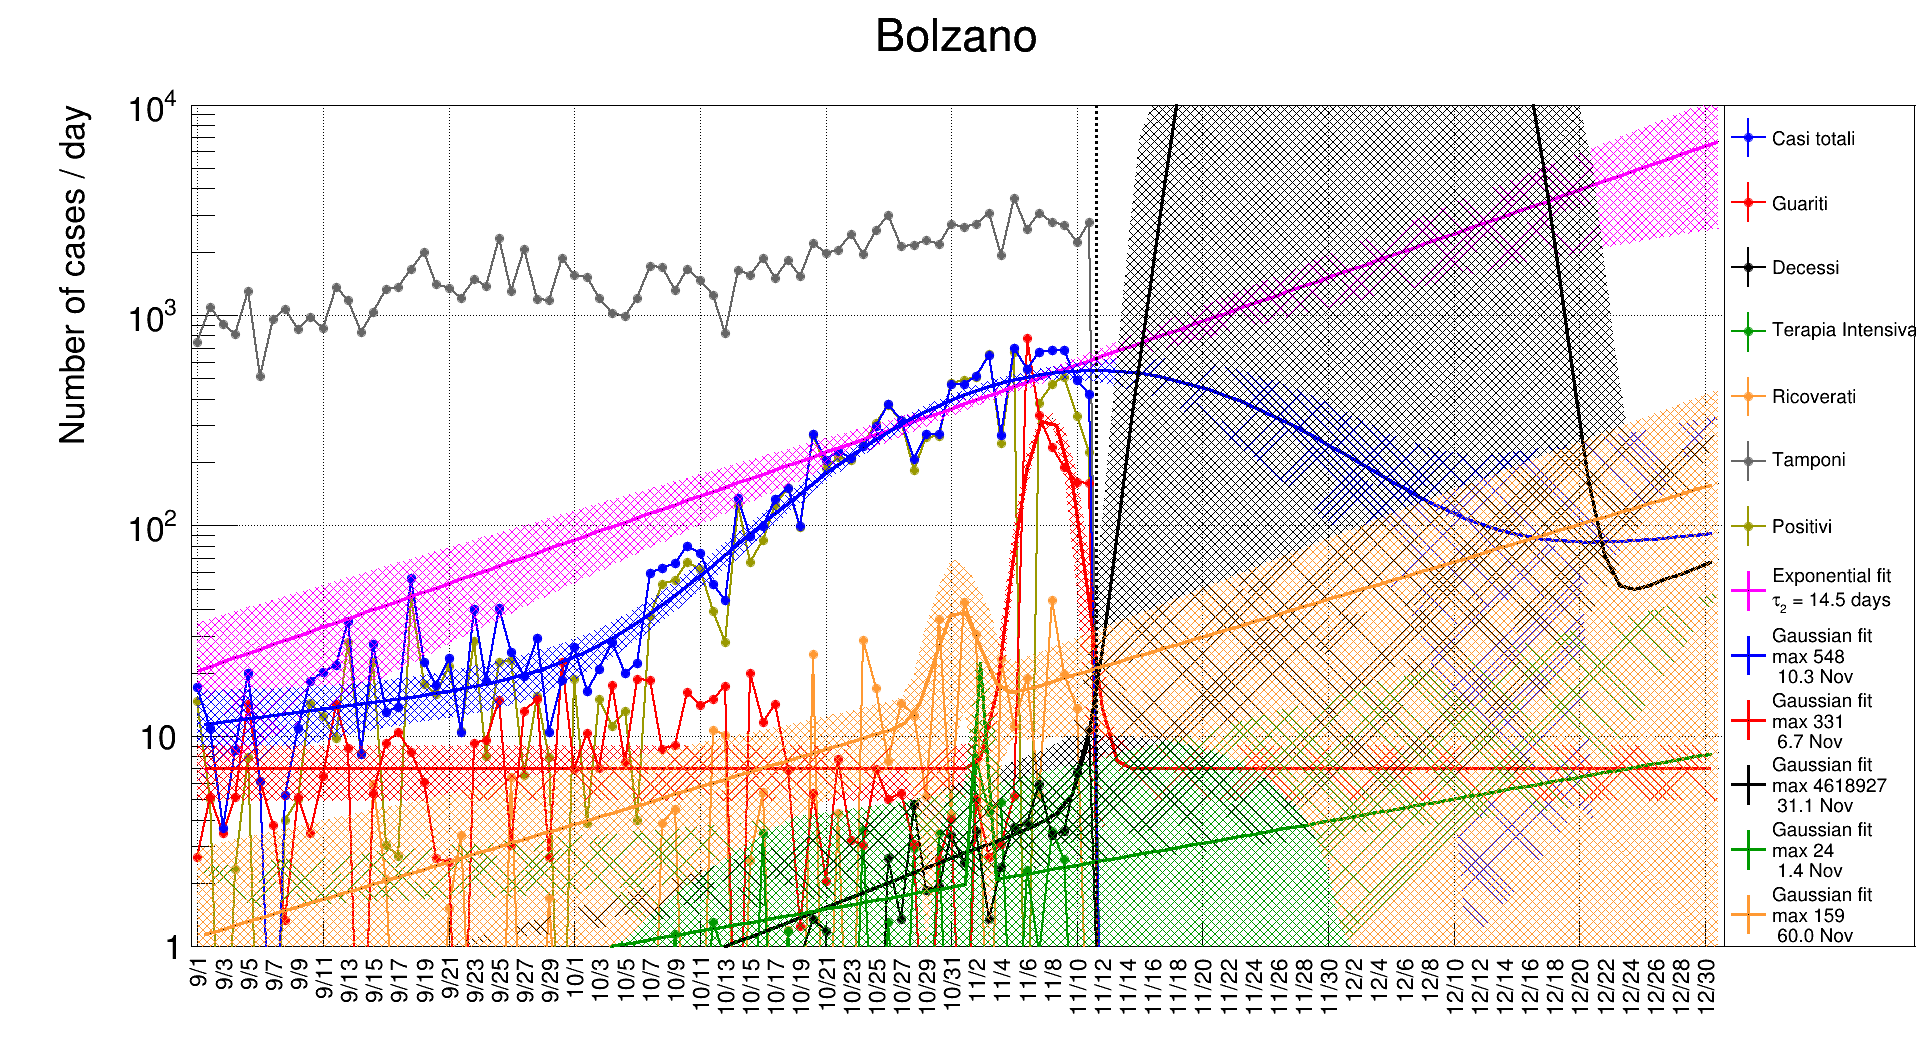 Bolzano
Number of cases / day
10^4
10^3
10^2
10
1
9/1 9/3 9/5 9/7 9/9 9/11 9/13 9/15 9/17 9/19 9/21 9/23 9/25 9/27 9/29 10/1 10/3 10/5 10/7 10/9 10/11 10/13 10/15 10/17 10/19 10/21 10/23 10/25 10/27 10/29 10/31 11/2 11/4 11/6 11/8 11/10 11/12 11/14 11/16 11/18 11/20 11/22 11/24 11/26 11/28 11/30 12/2 12/4 12/6 12/8 12/10 12/12 12/14 12/16 12/18 12/20 12/22 12/24 12/26 12/28 12/30
Casi totali
Guariti
Decessi
Terapia Intensiva
Ricoverati
Tamponi
Positivi
Exponential fit
τ₂ = 14.5 days
Gaussian fit
max 548
10.3 Nov
Gaussian fit
max 331
6.7 Nov
Gaussian fit
max 4618927
31.1 Nov
Gaussian fit
max 24
1.4 Nov
Gaussian fit
max 159
60.0 Nov